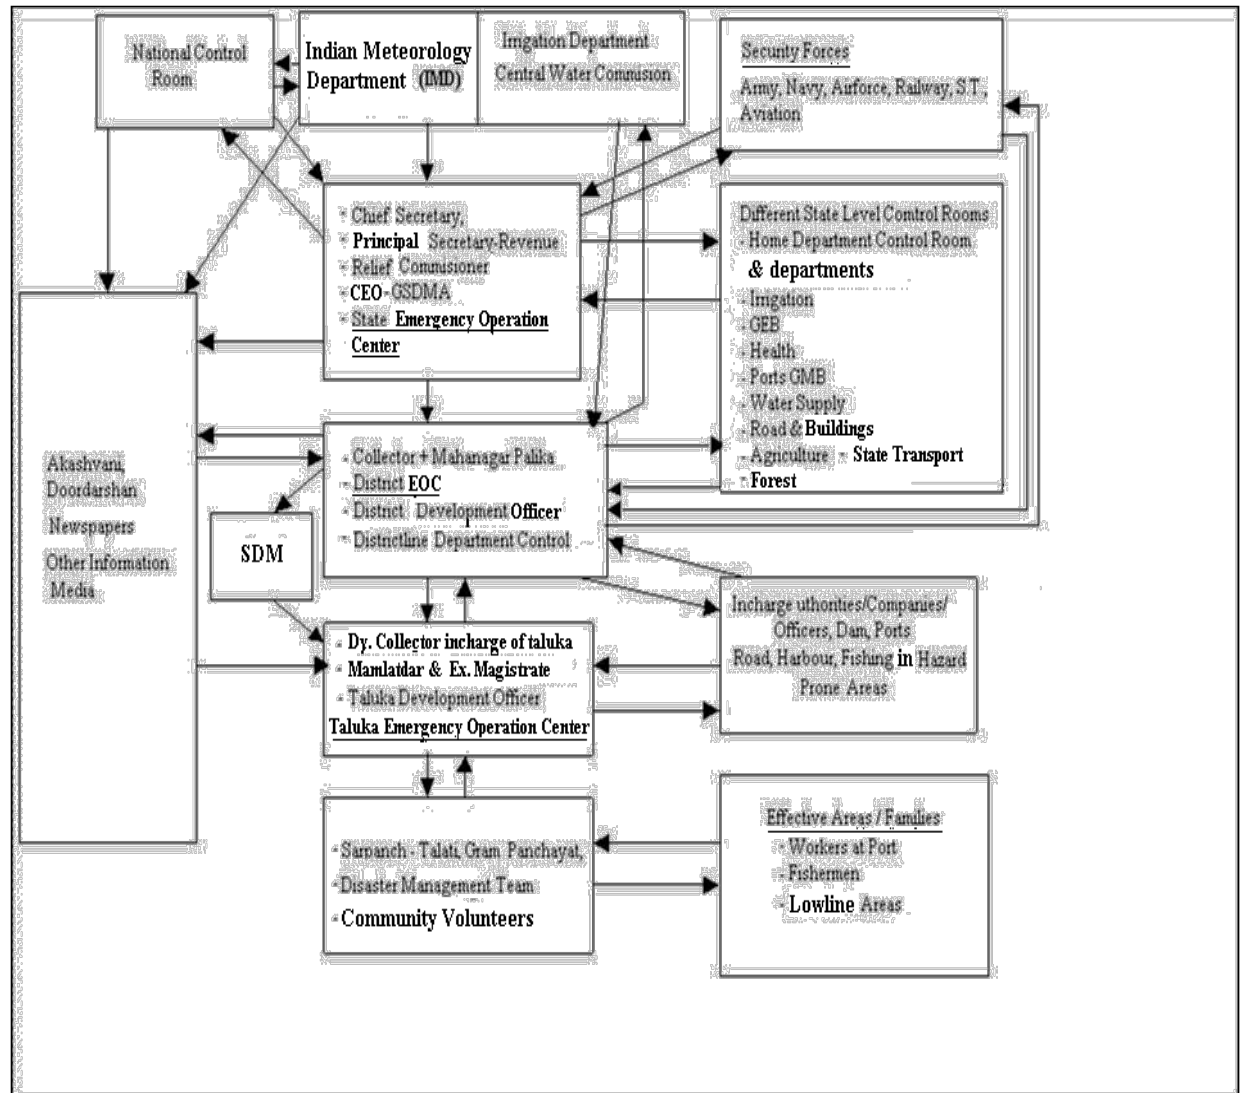 National Control
Room
Indian Meteorology
Department (IMD)
Irrigation Department
Central Water Commision
Security Forces
Army, Navy, Airforce, Railway, S.T.,
Aviation
Chief Secretary,
Principal Secretary-Revenue
Relief Commisioner
CEO-GSDMA
State Emergency Operation
Center
Different State Level Comtrol Rooms
- Home Department Control Room
& departments
- Irrigation
- GEB
- Health
- Ports GMB
- Water Supply
- Road & Buildings
- Agriculture - State Transport
- Forest
Akashvani,
Doordarshan
Newspapers
Other Information
Media
Collector + Mahanagar Palika
District EOC
District Development Officer
Districtline Department Control
SDM
Dy. Collector incharge of taluka
Mamlatdar & Ex. Magistrate
Taluka Development Officer
Taluka Emergency Operation Center
Incharge uthorities/Companies/
Officers, Dam, Ports
Road, Harbour, Fishing in Hazard
Prone Areas
Sarpanch - Talati, Gram Panchayat,
Disaster Management Team
Community Volunteers
Effective Areas / Families
- Workers at Port
- Fishermen
- Lowline Areas